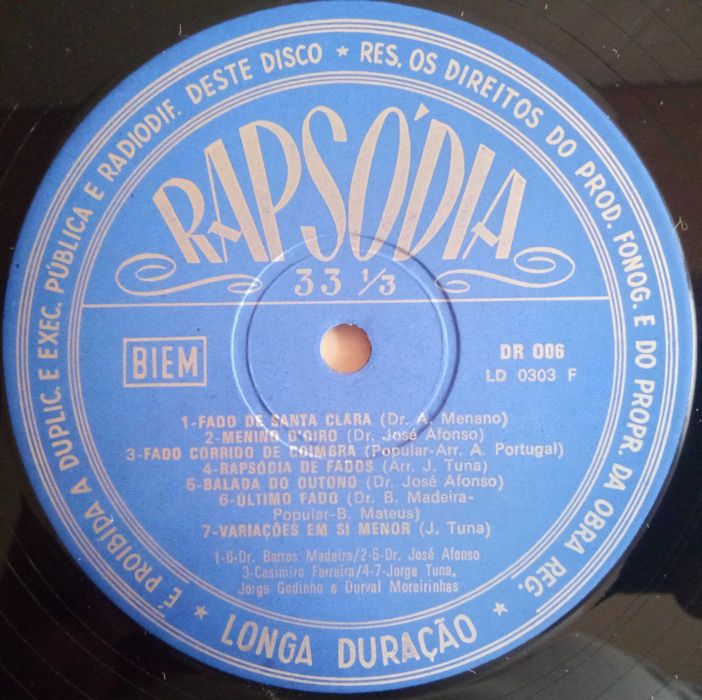 É PROIBIDA A DUPLIC. E EXEC. PÚBLICA E RADIODIF. DESTE DISCO ★ RES. OS DIREITOS DO PROD. FONOG. E DO PROPR. DA OBRA REG. ★
RAPSÓDIA
33 1/3
BIEM
DR 006
LD 0303 F
1-FADO DE SANTA CLARA (Dr. A. Menano)
2-MENINO D'OIRO (Dr. José Afonso)
3-FADO CORRIDO DE COIMBRA (Popular-Arr. A. Portugal)
4-RAPSÓDIA DE FADOS (Arr. J. Tuna)
5-BALADA DO OUTONO (Dr. José Afonso)
6-ÚLTIMO FADO (Dr. B. Madeira-
Popular-B. Mateus)
7-VARIAÇÕES EM SI MENOR (J. Tuna)
1-6-Dr. Barros Madeira/2-5-Dr. José Afonso
3-Casimiro Ferreira/4-7-Jorge Tuna,
Jorge Godinho e Durval Moreirinhas
★ LONGA DURAÇÃO